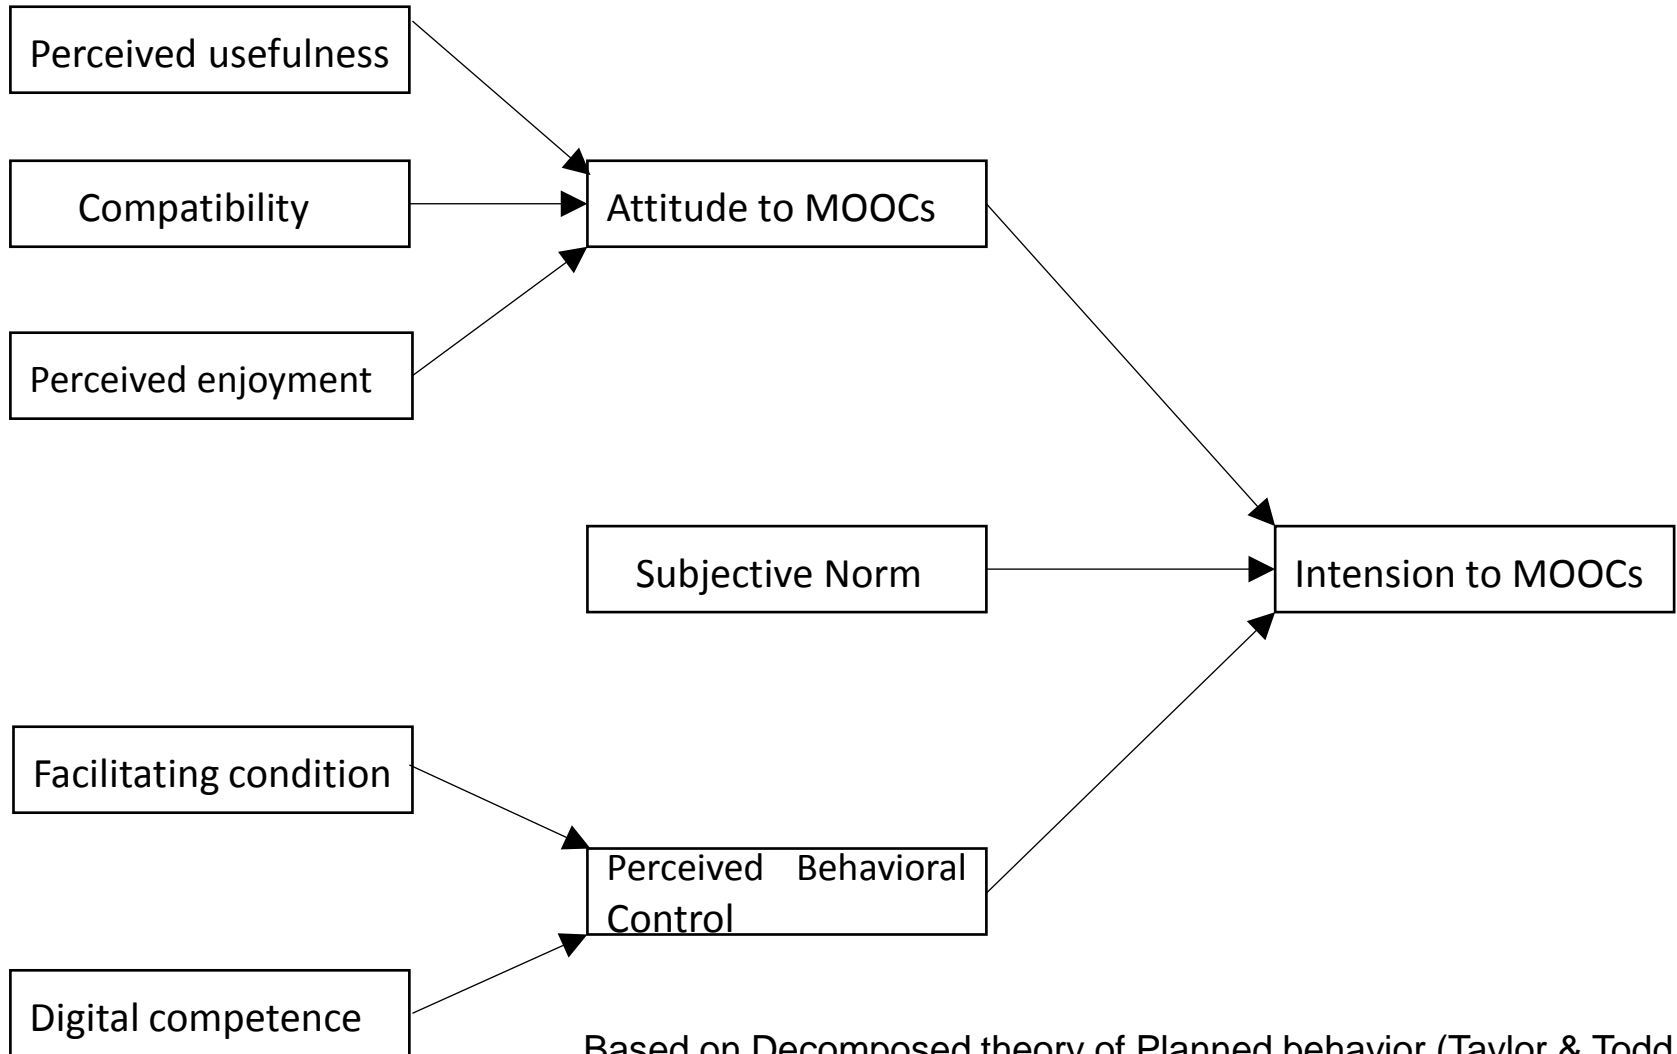 Perceived usefulness
Compatibility
Attitude to MOOCs
Perceived enjoyment
Subjective Norm
Intension to MOOCs
Facilitating condition
Perceived Behavioral
Control
Digital competence
Based on Decomposed theory of Planned behavior (Taylor & Todd